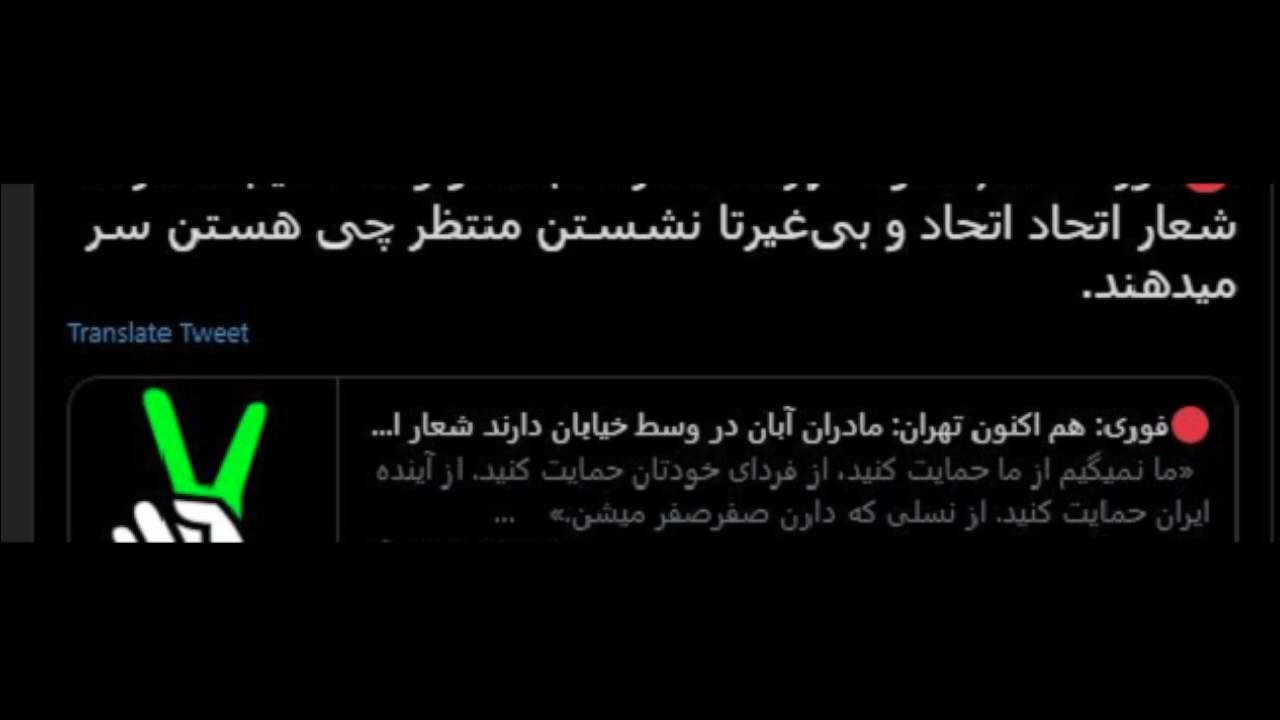 شعار اتحاد اتحاد و بی‌غیرتا نشستن منتظر چی هستن سر
میدهند.
Translate Tweet
فوری: هم اکنون تهران: مادران آبان در وسط خیابان دارند شعار ا...
«ما نمیگیم از ما حمایت کنید، از فردای خودتان حمایت کنید. از آینده
ایران حمایت کنید. از نسلی که دارن صفرصفر میشن.» ...